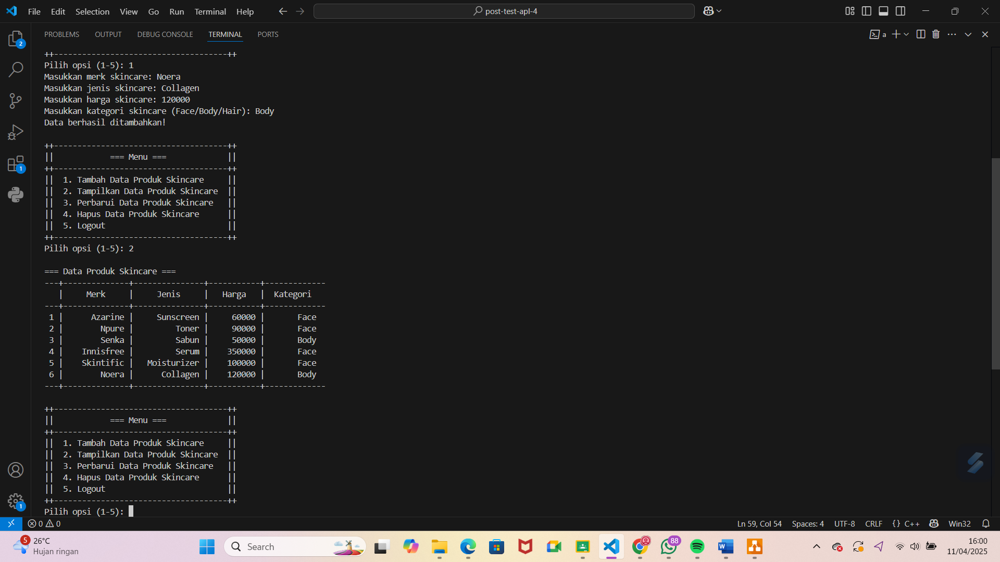 File Edit Selection View Go Run Terminal Help post-test-apl-4
PROBLEMS OUTPUT DEBUG CONSOLE TERMINAL PORTS a
++-------------------------------------++
Pilih opsi (1-5): 1
Masukkan merk skincare: Noera
Masukkan jenis skincare: Collagen
Masukkan harga skincare: 120000
Masukkan kategori skincare (Face/Body/Hair): Body
Data berhasil ditambahkan!
++-------------------------------------++
||            === Menu ===             ||
++-------------------------------------++
||  1. Tambah Data Produk Skincare     ||
||  2. Tampilkan Data Produk Skincare  ||
||  3. Perbarui Data Produk Skincare   ||
||  4. Hapus Data Produk Skincare      ||
||  5. Logout                          ||
++-------------------------------------++
Pilih opsi (1-5): 2
=== Data Produk Skincare ===
---+--------------+---------------+-----------+-------------
   |     Merk     |     Jenis     |   Harga   |  Kategori
---+--------------+---------------+-----------+-------------
 1 |      Azarine |     Sunscreen |     60000 |       Face
 2 |        Npure |         Toner |     90000 |       Face
 3 |        Senka |         Sabun |     50000 |       Body
 4 |    Innisfree |         Serum |    350000 |       Face
 5 |    Skintific |   Moisturizer |    100000 |       Face
 6 |        Noera |      Collagen |    120000 |       Body
---+--------------+---------------+-----------+-------------
++-------------------------------------++
||            === Menu ===             ||
++-------------------------------------++
||  1. Tambah Data Produk Skincare     ||
||  2. Tampilkan Data Produk Skincare  ||
||  3. Perbarui Data Produk Skincare   ||
||  4. Hapus Data Produk Skincare      ||
||  5. Logout                          ||
++-------------------------------------++
Pilih opsi (1-5):
2
1
1
0 0 Ln 59, Col 54 Spaces: 4 UTF-8 CRLF {} C++ Win32
5 26°C
Hujan ringan
Search
88
W
16:00
11/04/2025